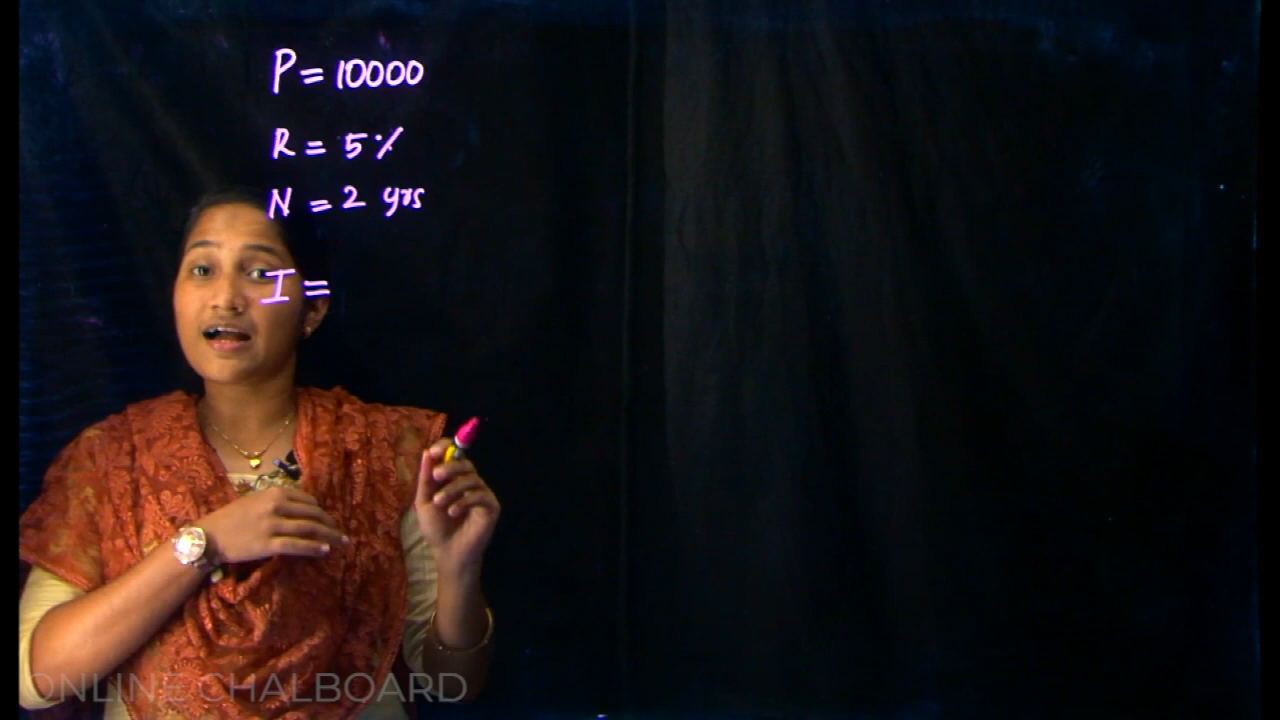 P = 10000
R = 5%
N = 2 yrs
I =
ONLINE CHALBOARD